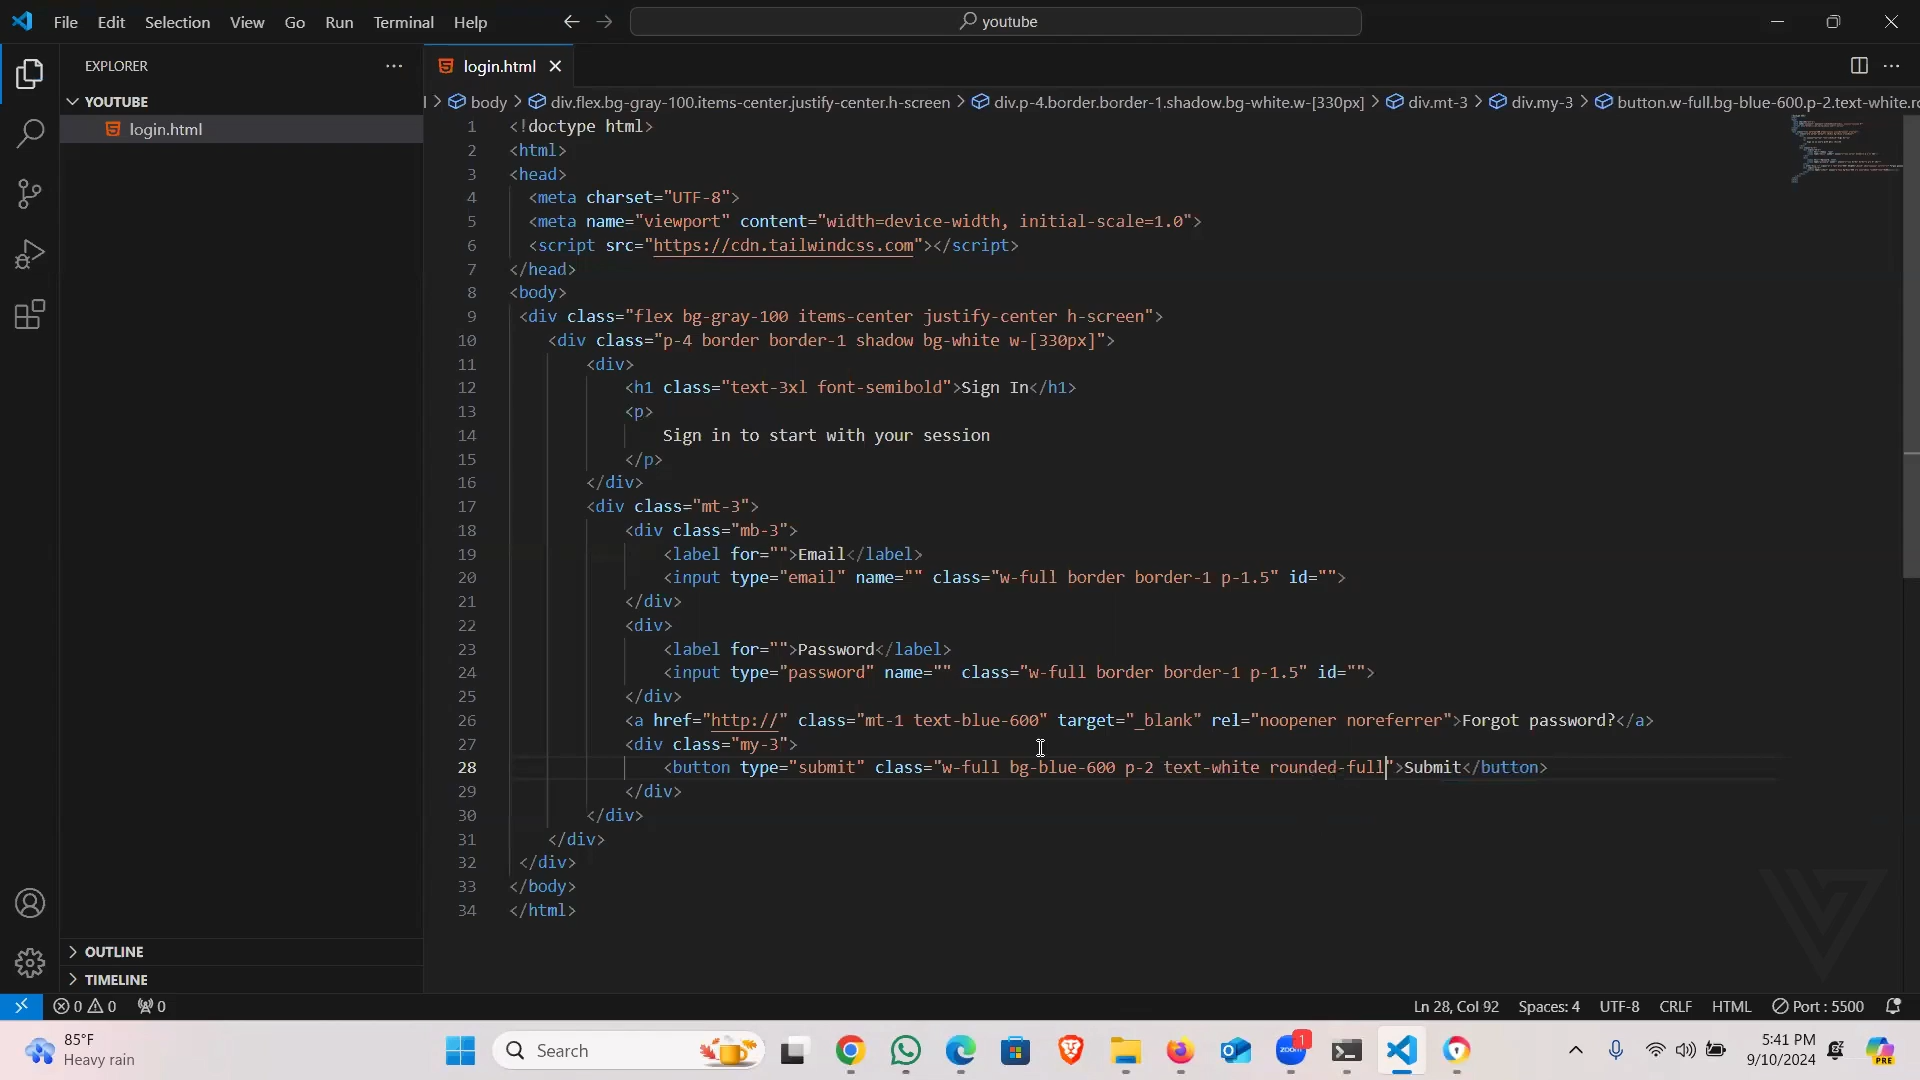 File Edit Selection View Go Run Terminal Help
youtube
EXPLORER
YOUTUBE
login.html
OUTLINE
TIMELINE
login.html
body > div.flex.bg-gray-100.items-center.justify-center.h-screen > div.p-4.border.border-1.shadow.bg-white.w-[330px] > div.mt-3 > div.my-3 > button.w-full.bg-blue-600.p-2.text-white.ro
1 <!doctype html>
2 <html>
3 <head>
4 <meta charset="UTF-8">
5 <meta name="viewport" content="width=device-width, initial-scale=1.0">
6 <script src="https://cdn.tailwindcss.com"></script>
7 </head>
8 <body>
9 <div class="flex bg-gray-100 items-center justify-center h-screen">
10 <div class="p-4 border border-1 shadow bg-white w-[330px]">
11 <div>
12 <h1 class="text-3xl font-semibold">Sign In</h1>
13 <p>
14 Sign in to start with your session
15 </p>
16 </div>
17 <div class="mt-3">
18 <div class="mb-3">
19 <label for="">Email</label>
20 <input type="email" name="" class="w-full border border-1 p-1.5" id="">
21 </div>
22 <div>
23 <label for="">Password</label>
24 <input type="password" name="" class="w-full border border-1 p-1.5" id="">
25 </div>
26 <a href="http://" class="mt-1 text-blue-600" target="_blank" rel="noopener noreferrer">Forgot password?</a>
27 <div class="my-3">
28 <button type="submit" class="w-full bg-blue-600 p-2 text-white rounded-full">Submit</button>
29 </div>
30 </div>
31 </div>
32 </div>
33 </body>
34 </html>
0 0 0 Ln 28, Col 92 Spaces: 4 UTF-8 CRLF HTML Port : 5500
85°F
Heavy rain
Search
zoom
1
PRE
5:41 PM
9/10/2024